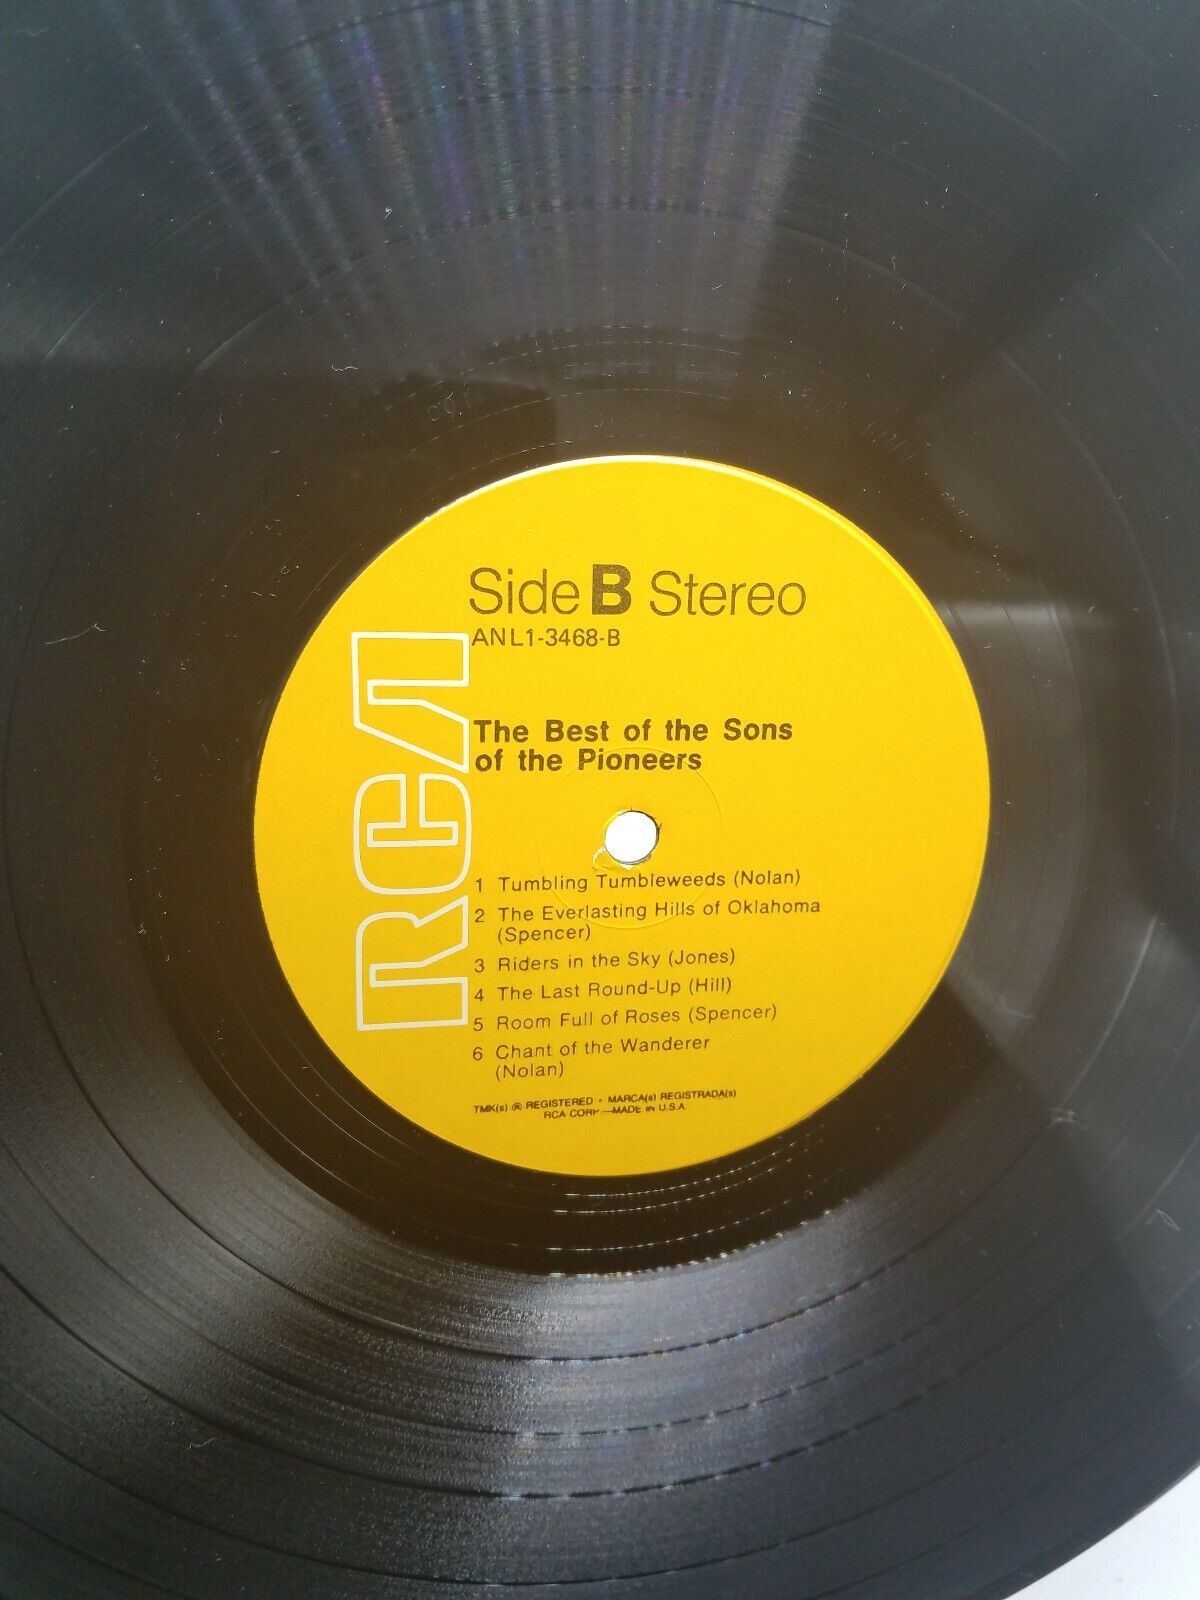 Side B Stereo
ANL1-3468-B
RCA
The Best of the Sons
of the Pioneers
1 Tumbling Tumbleweeds (Nolan)
2 The Everlasting Hills of Oklahoma
(Spencer)
3 Riders in the Sky (Jones)
4 The Last Round-Up (Hill)
5 Room Full of Roses (Spencer)
6 Chant of the Wanderer
(Nolan)
TMK(s) ® REGISTERED • MARCA(s) REGISTRADA(s)
RCA CORP.—MADE IN U.S.A.